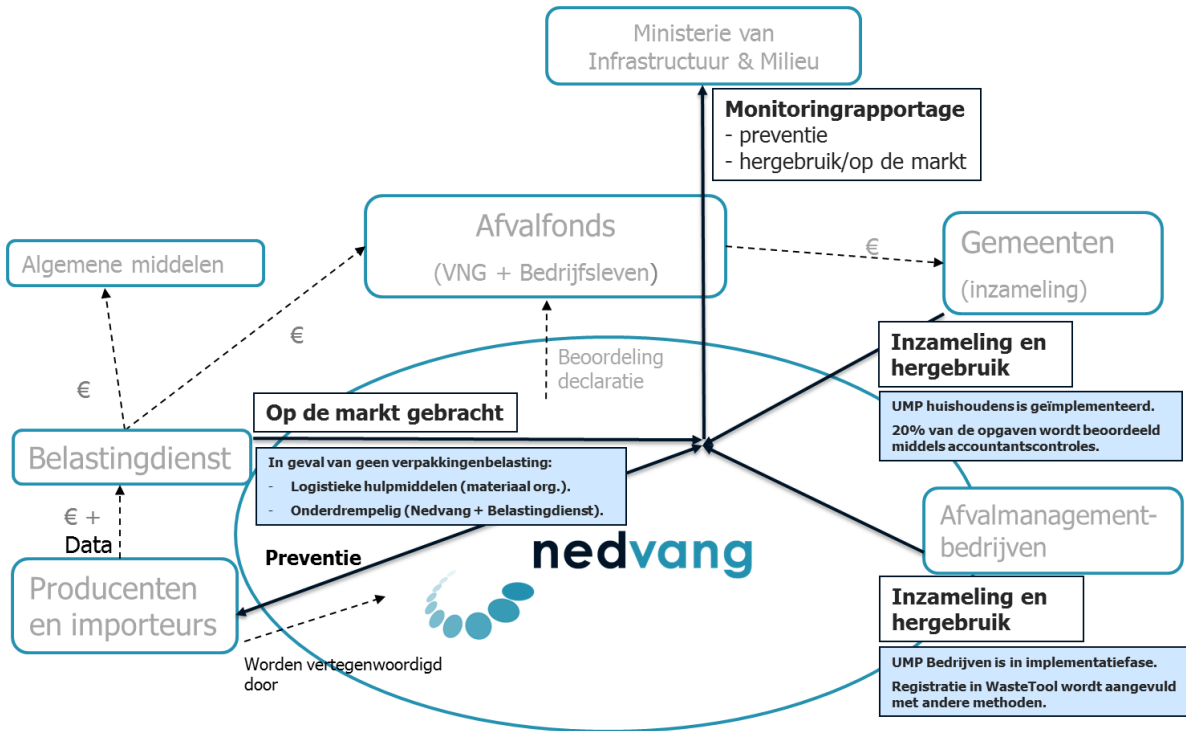 Ministerie van
Infrastructuur & Milieu
Monitoringrapportage
- preventie
- hergebruik/op de markt
Afvalfonds
(VNG + Bedrijfsleven)
€
Gemeenten
(inzameling)
Algemene middelen
€
€
Beoordeling
declaratie
Inzameling en
hergebruik
UMP huishoudens is geïmplementeerd.
20% van de opgaven wordt beoordeeld
middels accountantscontroles.
Op de markt gebracht
Belastingdienst
In geval van geen verpakkingenbelasting:
- Logistieke hulpmiddelen (materiaal org.).
- Onderdrempelig (Nedvang + Belastingdienst).
€ +
Data
Preventie
nedvang
Afvalmanagement-
bedrijven
Producenten
en importeurs
Worden vertegenwoordigd
door
Inzameling en
hergebruik
UMP Bedrijven is in implementatiefase.
Registratie in WasteTool wordt aangevuld
met andere methoden.